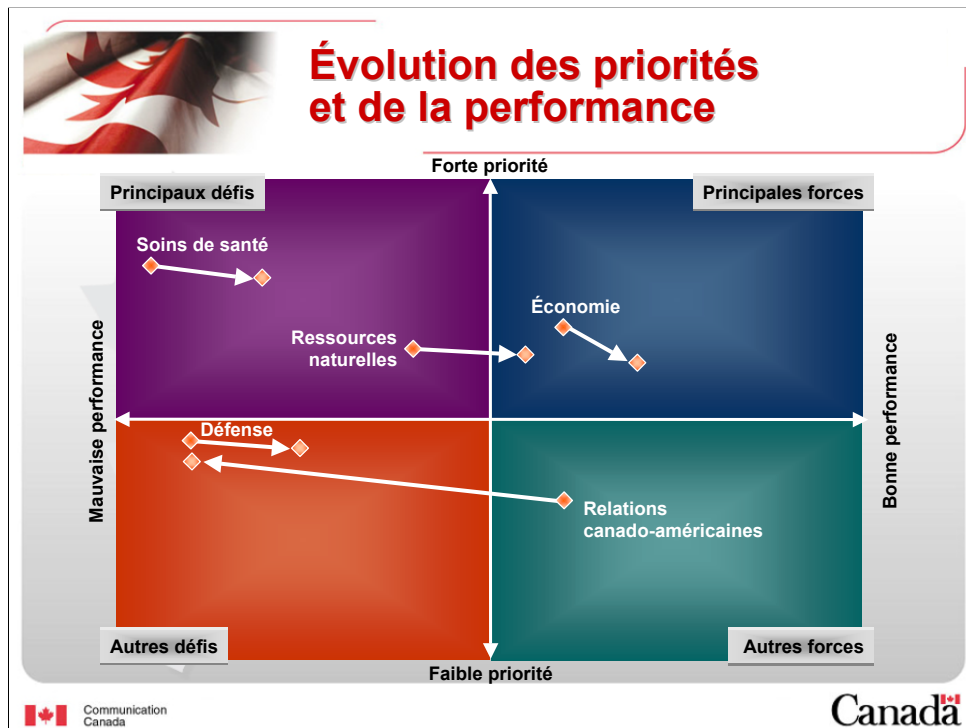 Évolution des priorités
et de la performance
Forte priorité
Principaux défis
Principales forces
Soins de santé
Économie
Ressources
naturelles
Mauvaise performance
Bonne performance
Défense
Relations
canado-américaines
Autres défis
Autres forces
Faible priorité
Communication
Canada
Canada